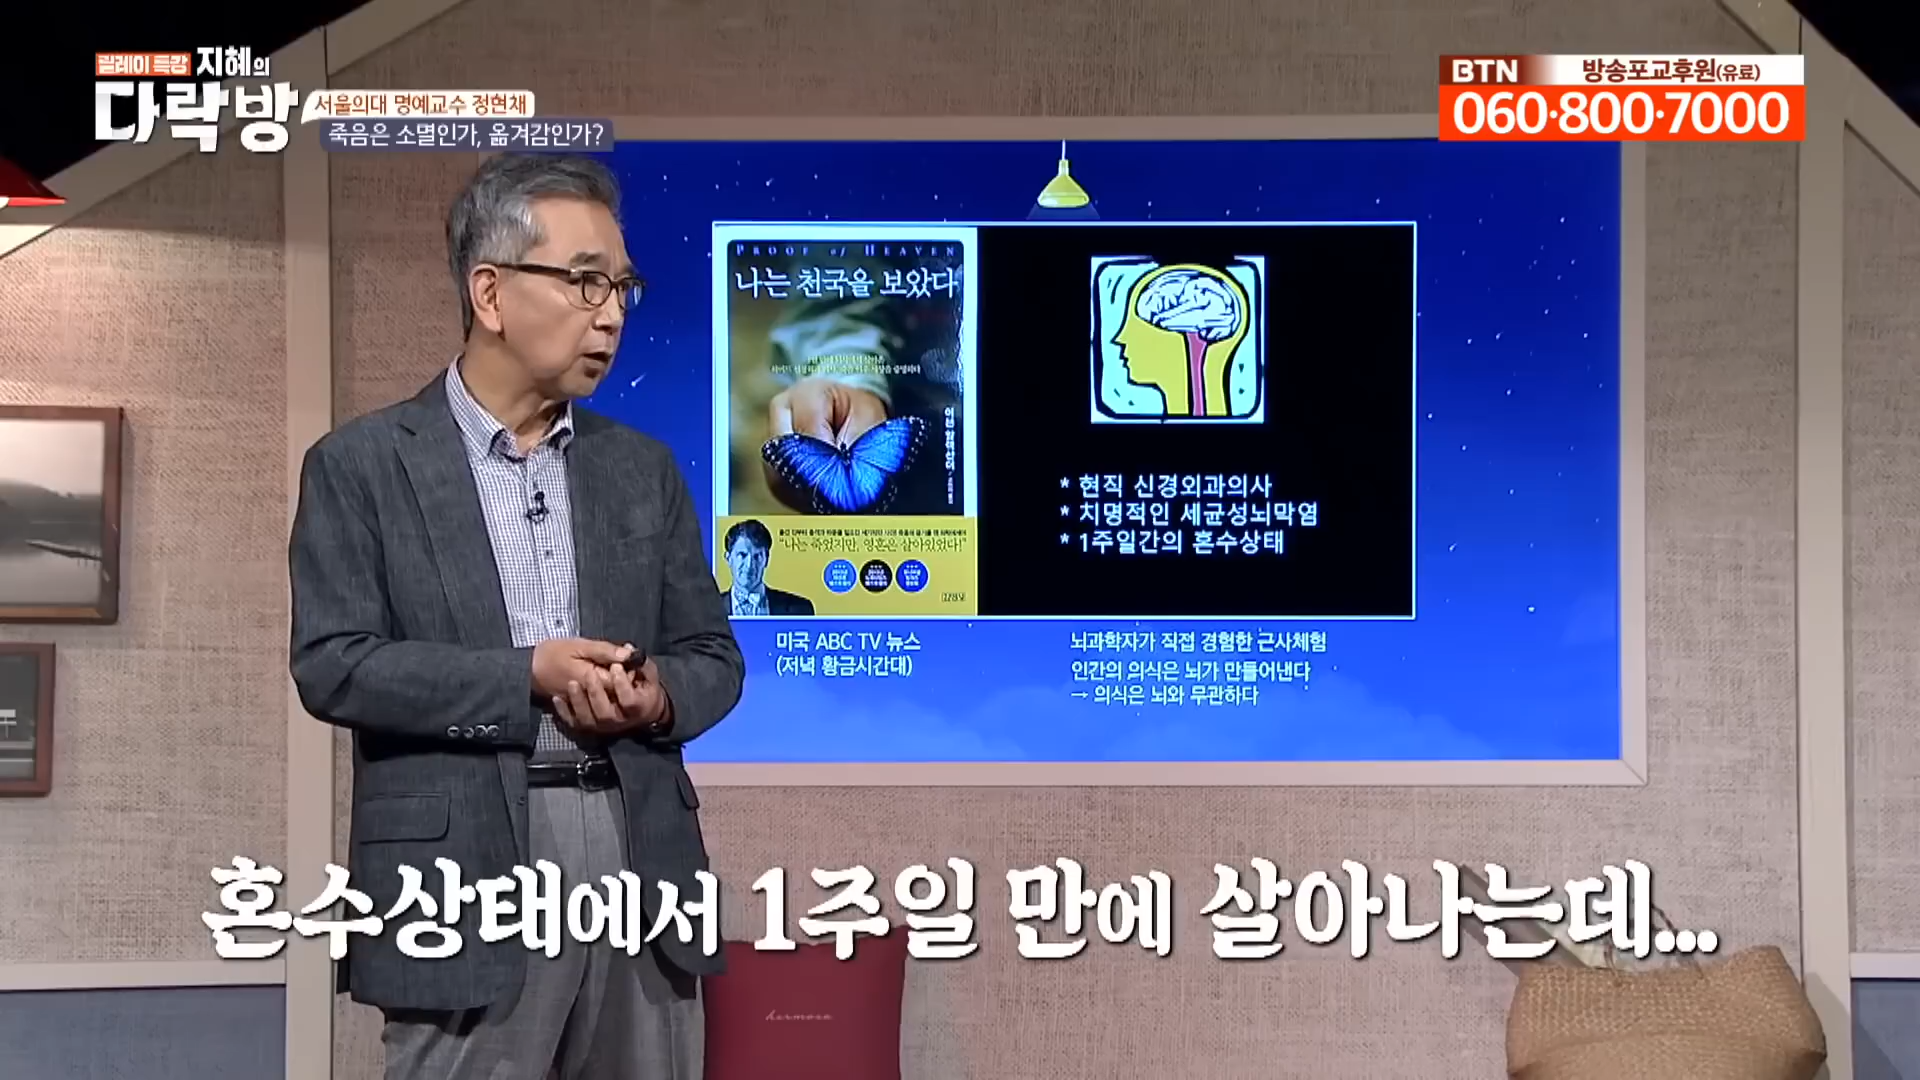 릴레이 특강 지혜의
다락방
서울의대 명예교수 정현채
죽음은 소멸인가, 옮겨감인가?
BTN 방송포교후원(유료)
060·800·7000
PROOF of HEAVEN
나는 천국을 보았다
이븐 알렉산더
"나는 죽었지만, 영혼은 살아있었다!"
* 현직 신경외과의사
* 치명적인 세균성뇌막염
* 1주일간의 혼수상태
미국 ABC TV 뉴스
(저녁 황금시간대)
뇌과학자가 직접 경험한 근사체험
인간의 의식은 뇌가 만들어낸다
→ 의식은 뇌와 무관하다
혼수상태에서 1주일 만에 살아나는데...
hermosa